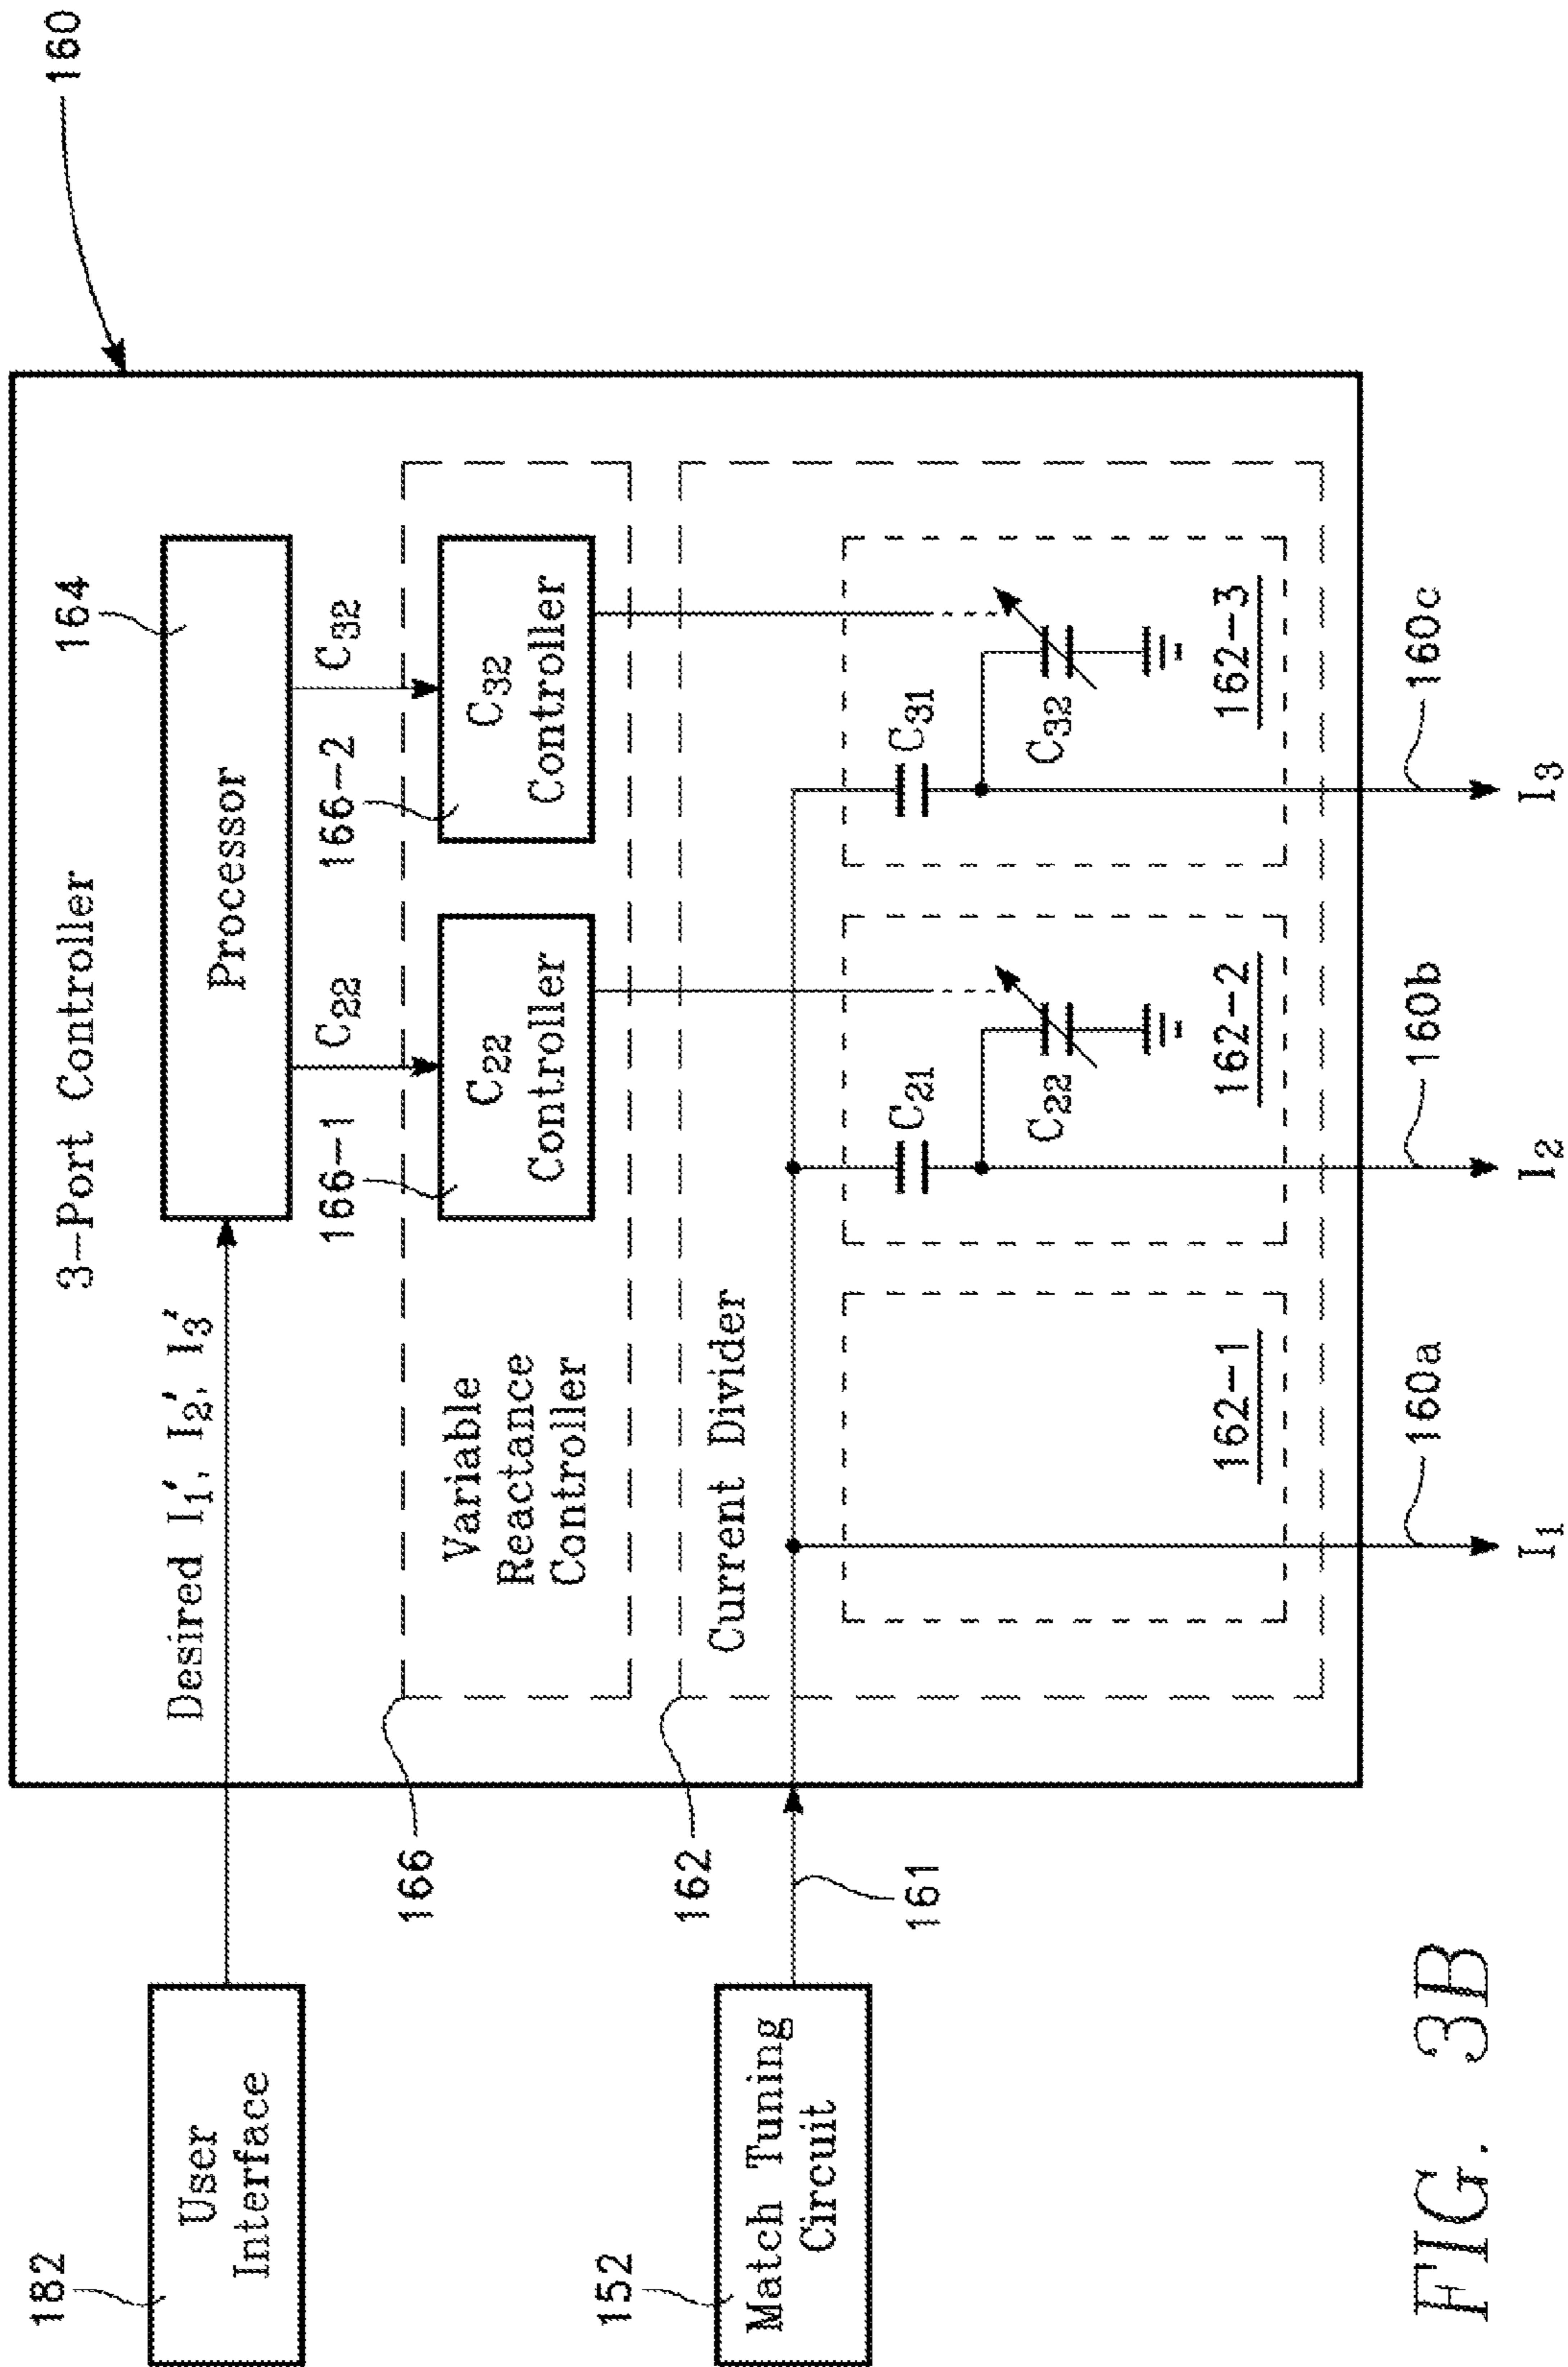 160
3-Port Controller
164
Processor
Desired I1', I2', I3'
182
User
Interface
C22
C32
166-1
166-2
C22
Controller
C32
Controller
Variable
Reactance
Controller
166
Current Divider
162
152
Match Tuning
Circuit
161
C21
C22
C31
C32
162-1
162-2
162-3
160a
160b
160c
I1
I2
I3
FIG. 3B